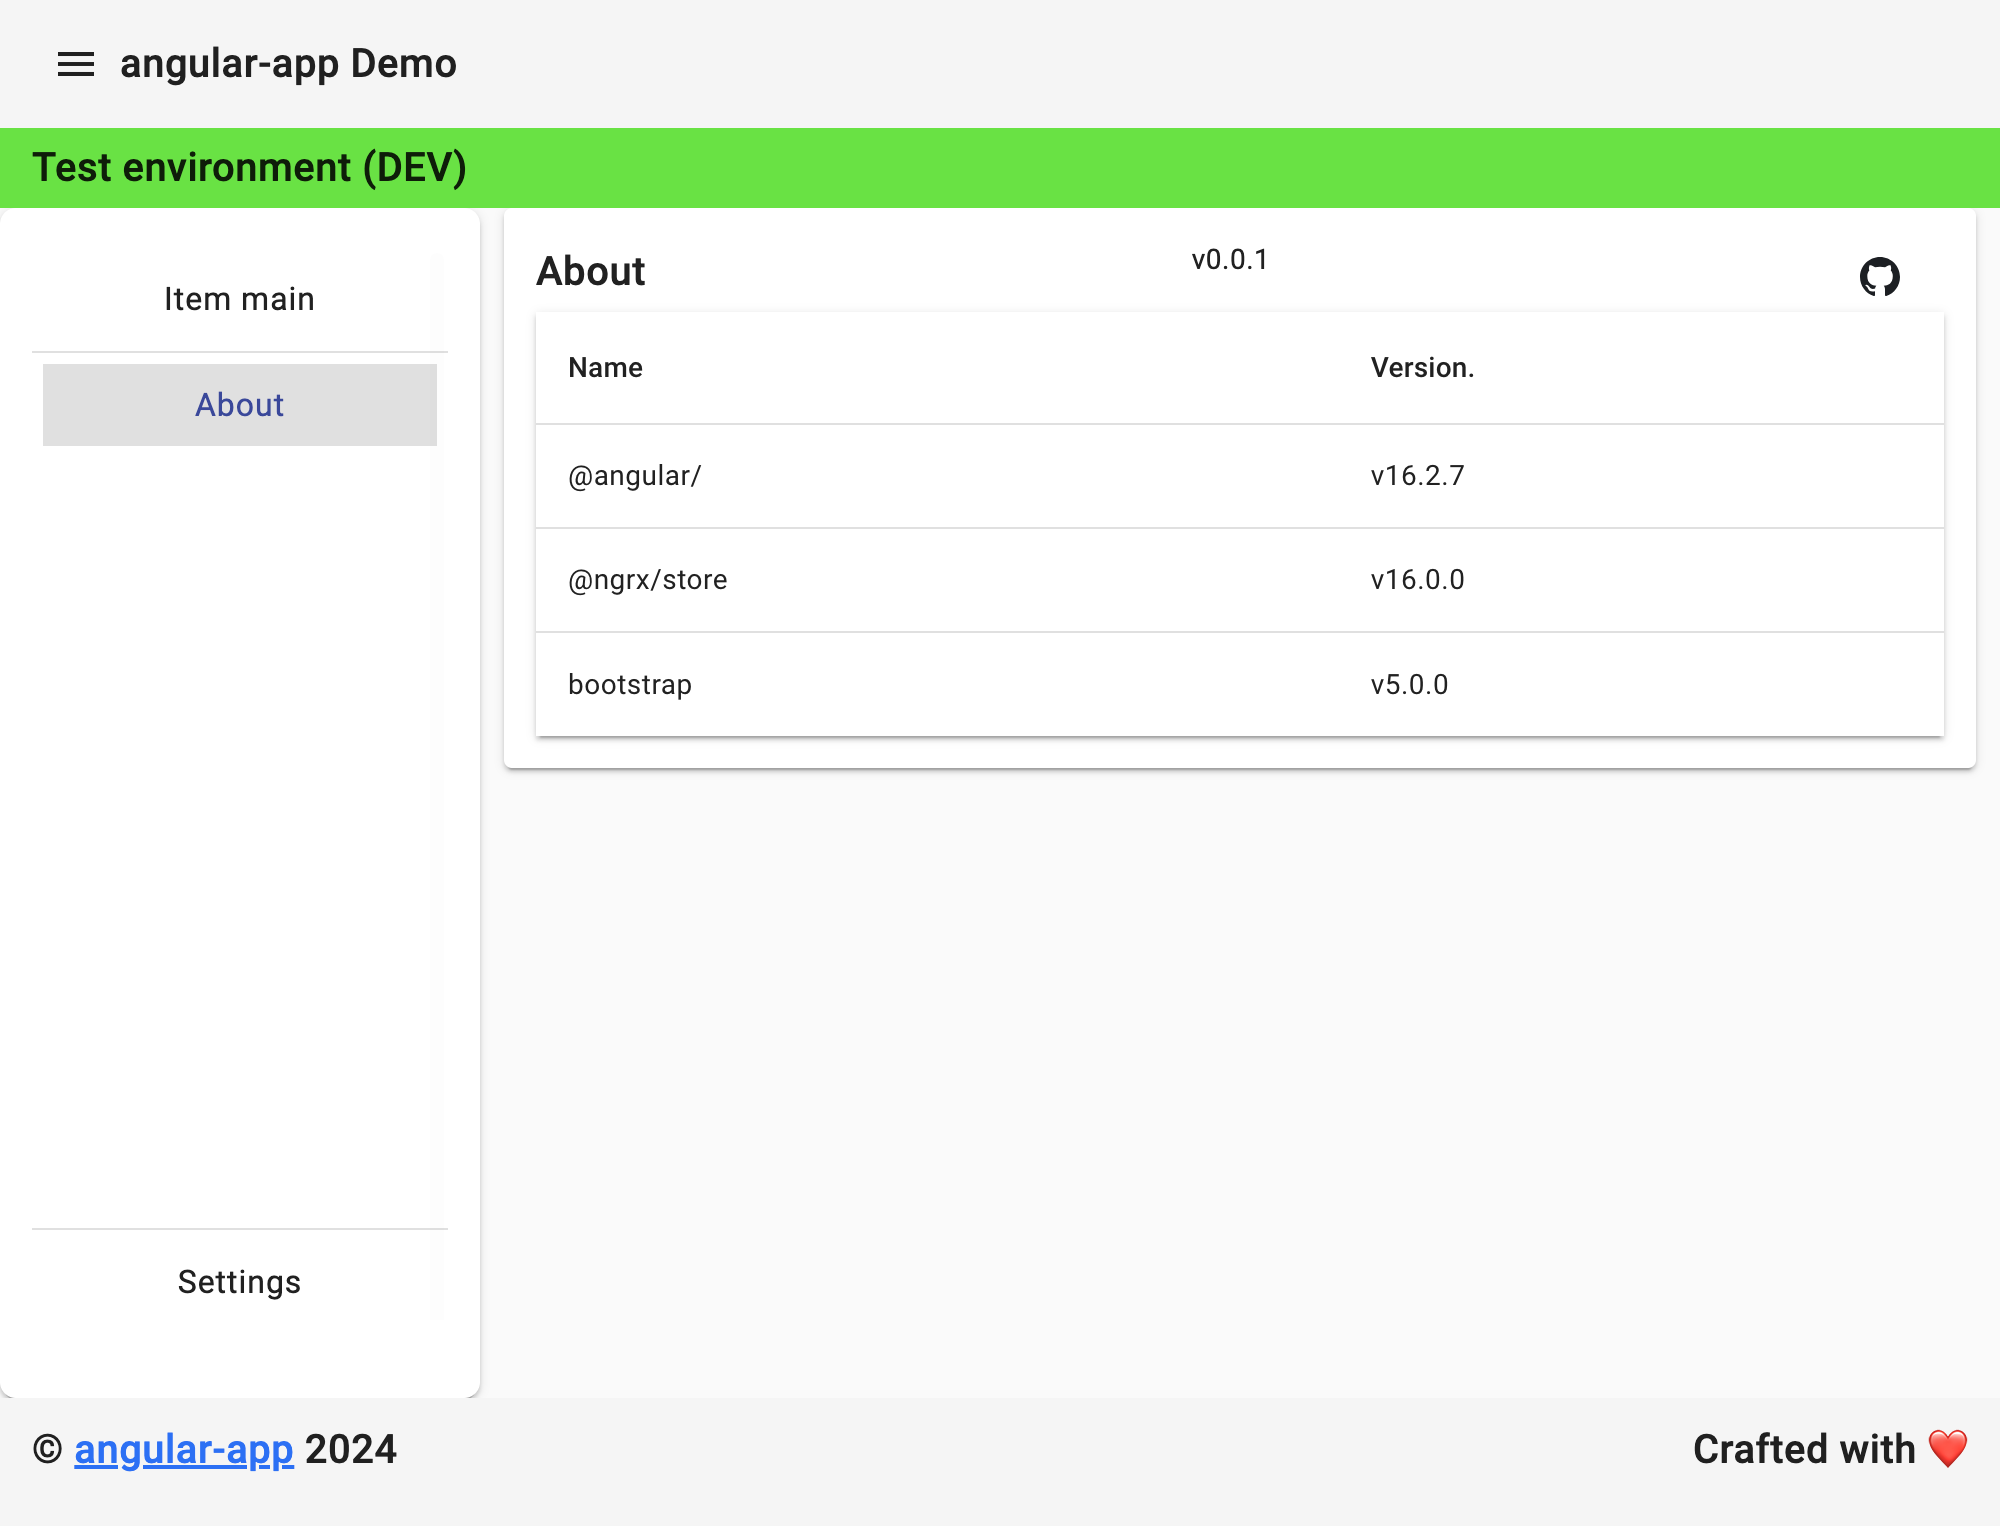 angular-app Demo
Test environment (DEV)
Item main
About
Settings
About
v0.0.1
Name Version.
@angular/ v16.2.7
@ngrx/store v16.0.0
bootstrap v5.0.0
© angular-app 2024
Crafted with ❤️